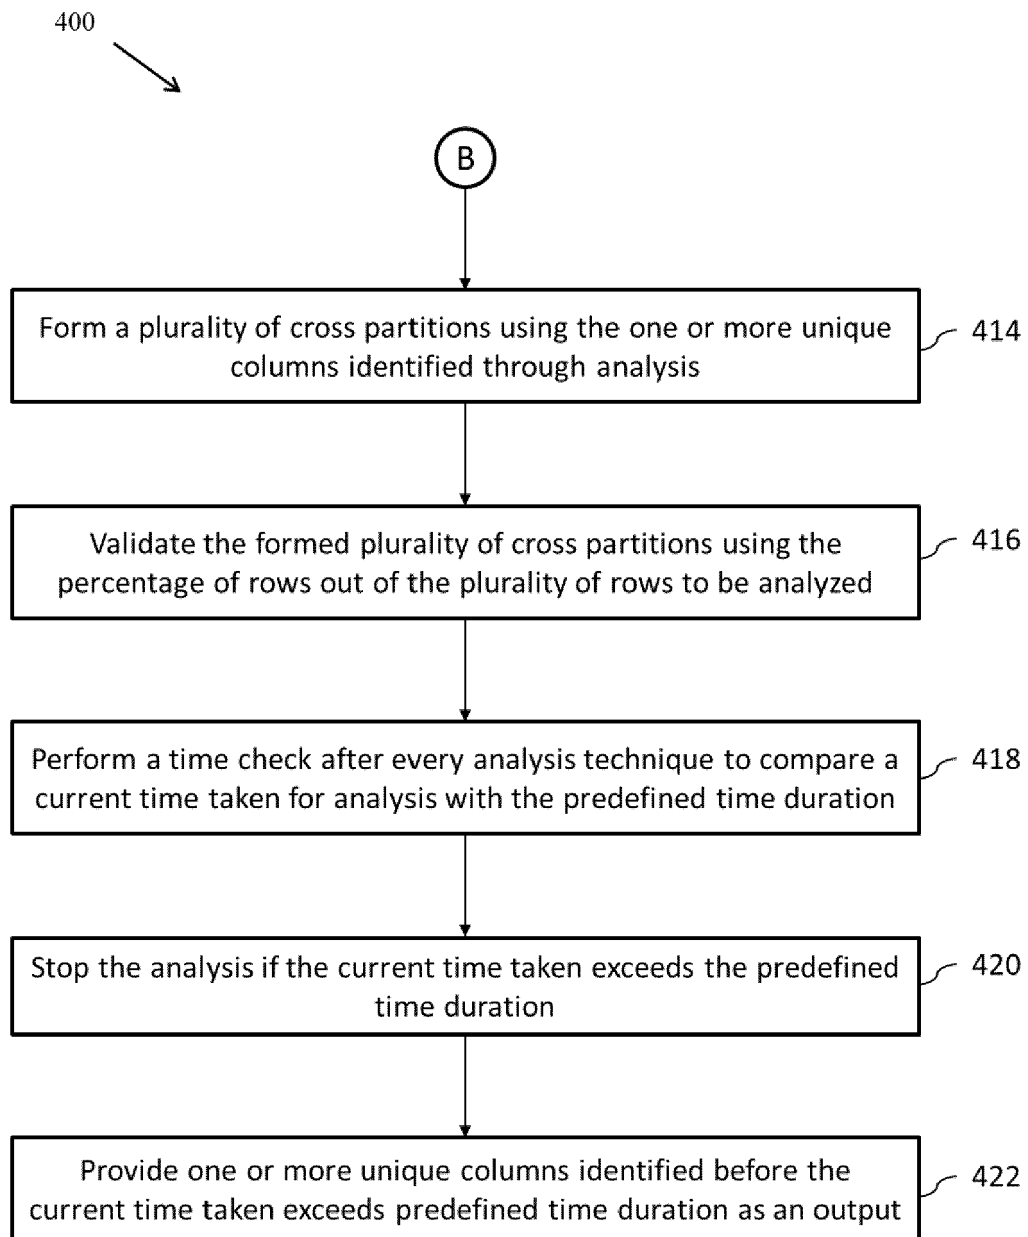 400
B
Form a plurality of cross partitions using the one or more unique
columns identified through analysis
414
Validate the formed plurality of cross partitions using the
percentage of rows out of the plurality of rows to be analyzed
416
Perform a time check after every analysis technique to compare a
current time taken for analysis with the predefined time duration
418
Stop the analysis if the current time taken exceeds the predefined
time duration
420
Provide one or more unique columns identified before the
current time taken exceeds predefined time duration as an output
422